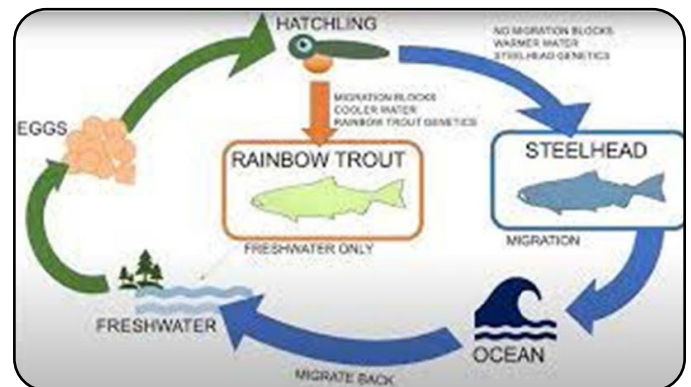 HATCHLING
NO MIGRATION BLOCKS
WARMER WATER
STEELHEAD GENETICS
MIGRATION BLOCKS
COOLER WATER
RAINBOW TROUT GENETICS
EGGS
RAINBOW TROUT
STEELHEAD
FRESHWATER ONLY
MIGRATION
FRESHWATER
OCEAN
MIGRATE BACK